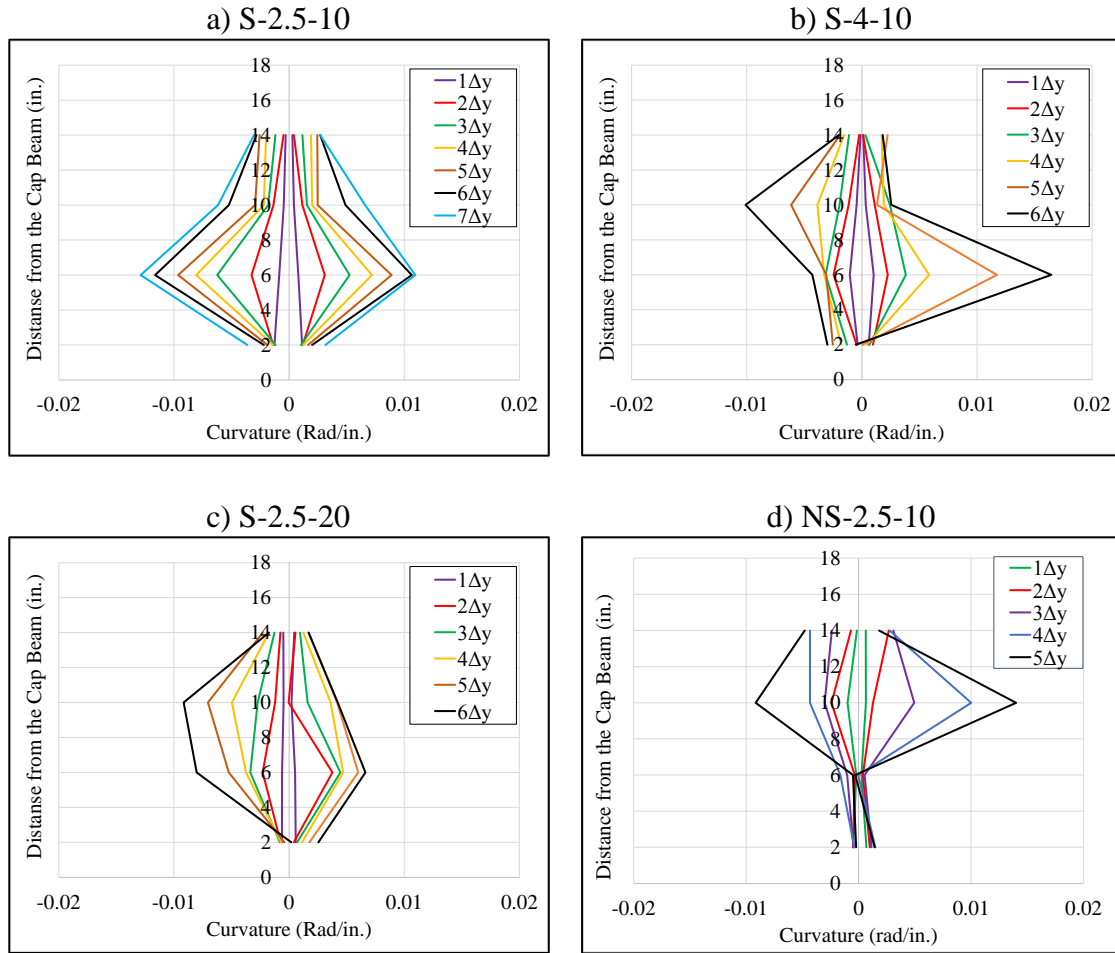 a) S-2.5-10
Distanse from the Cap Beam (in.)
18
16
14
12
10
8
6
4
2
0
-0.02
-0.01
0
0.01
0.02
Curvature (Rad/in.)
1Δy
2Δy
3Δy
4Δy
5Δy
6Δy
7Δy
b) S-4-10
Distanse from the Cap Beam (in.)
18
16
14
12
10
8
6
4
2
0
-0.02
-0.01
0
0.01
0.02
Curvature (Rad/in.)
1Δy
2Δy
3Δy
4Δy
5Δy
6Δy
c) S-2.5-20
Distanse from the Cap Beam (in.)
18
16
14
12
10
8
6
4
2
0
-0.02
-0.01
0
0.01
0.02
Curvature (Rad/in.)
1Δy
2Δy
3Δy
4Δy
5Δy
6Δy
d) NS-2.5-10
Distance from the Cap Beam (in.)
18
16
14
12
10
8
6
4
2
0
-0.02
-0.01
0
0.01
0.02
Curvature (rad/in.)
1Δy
2Δy
3Δy
4Δy
5Δy